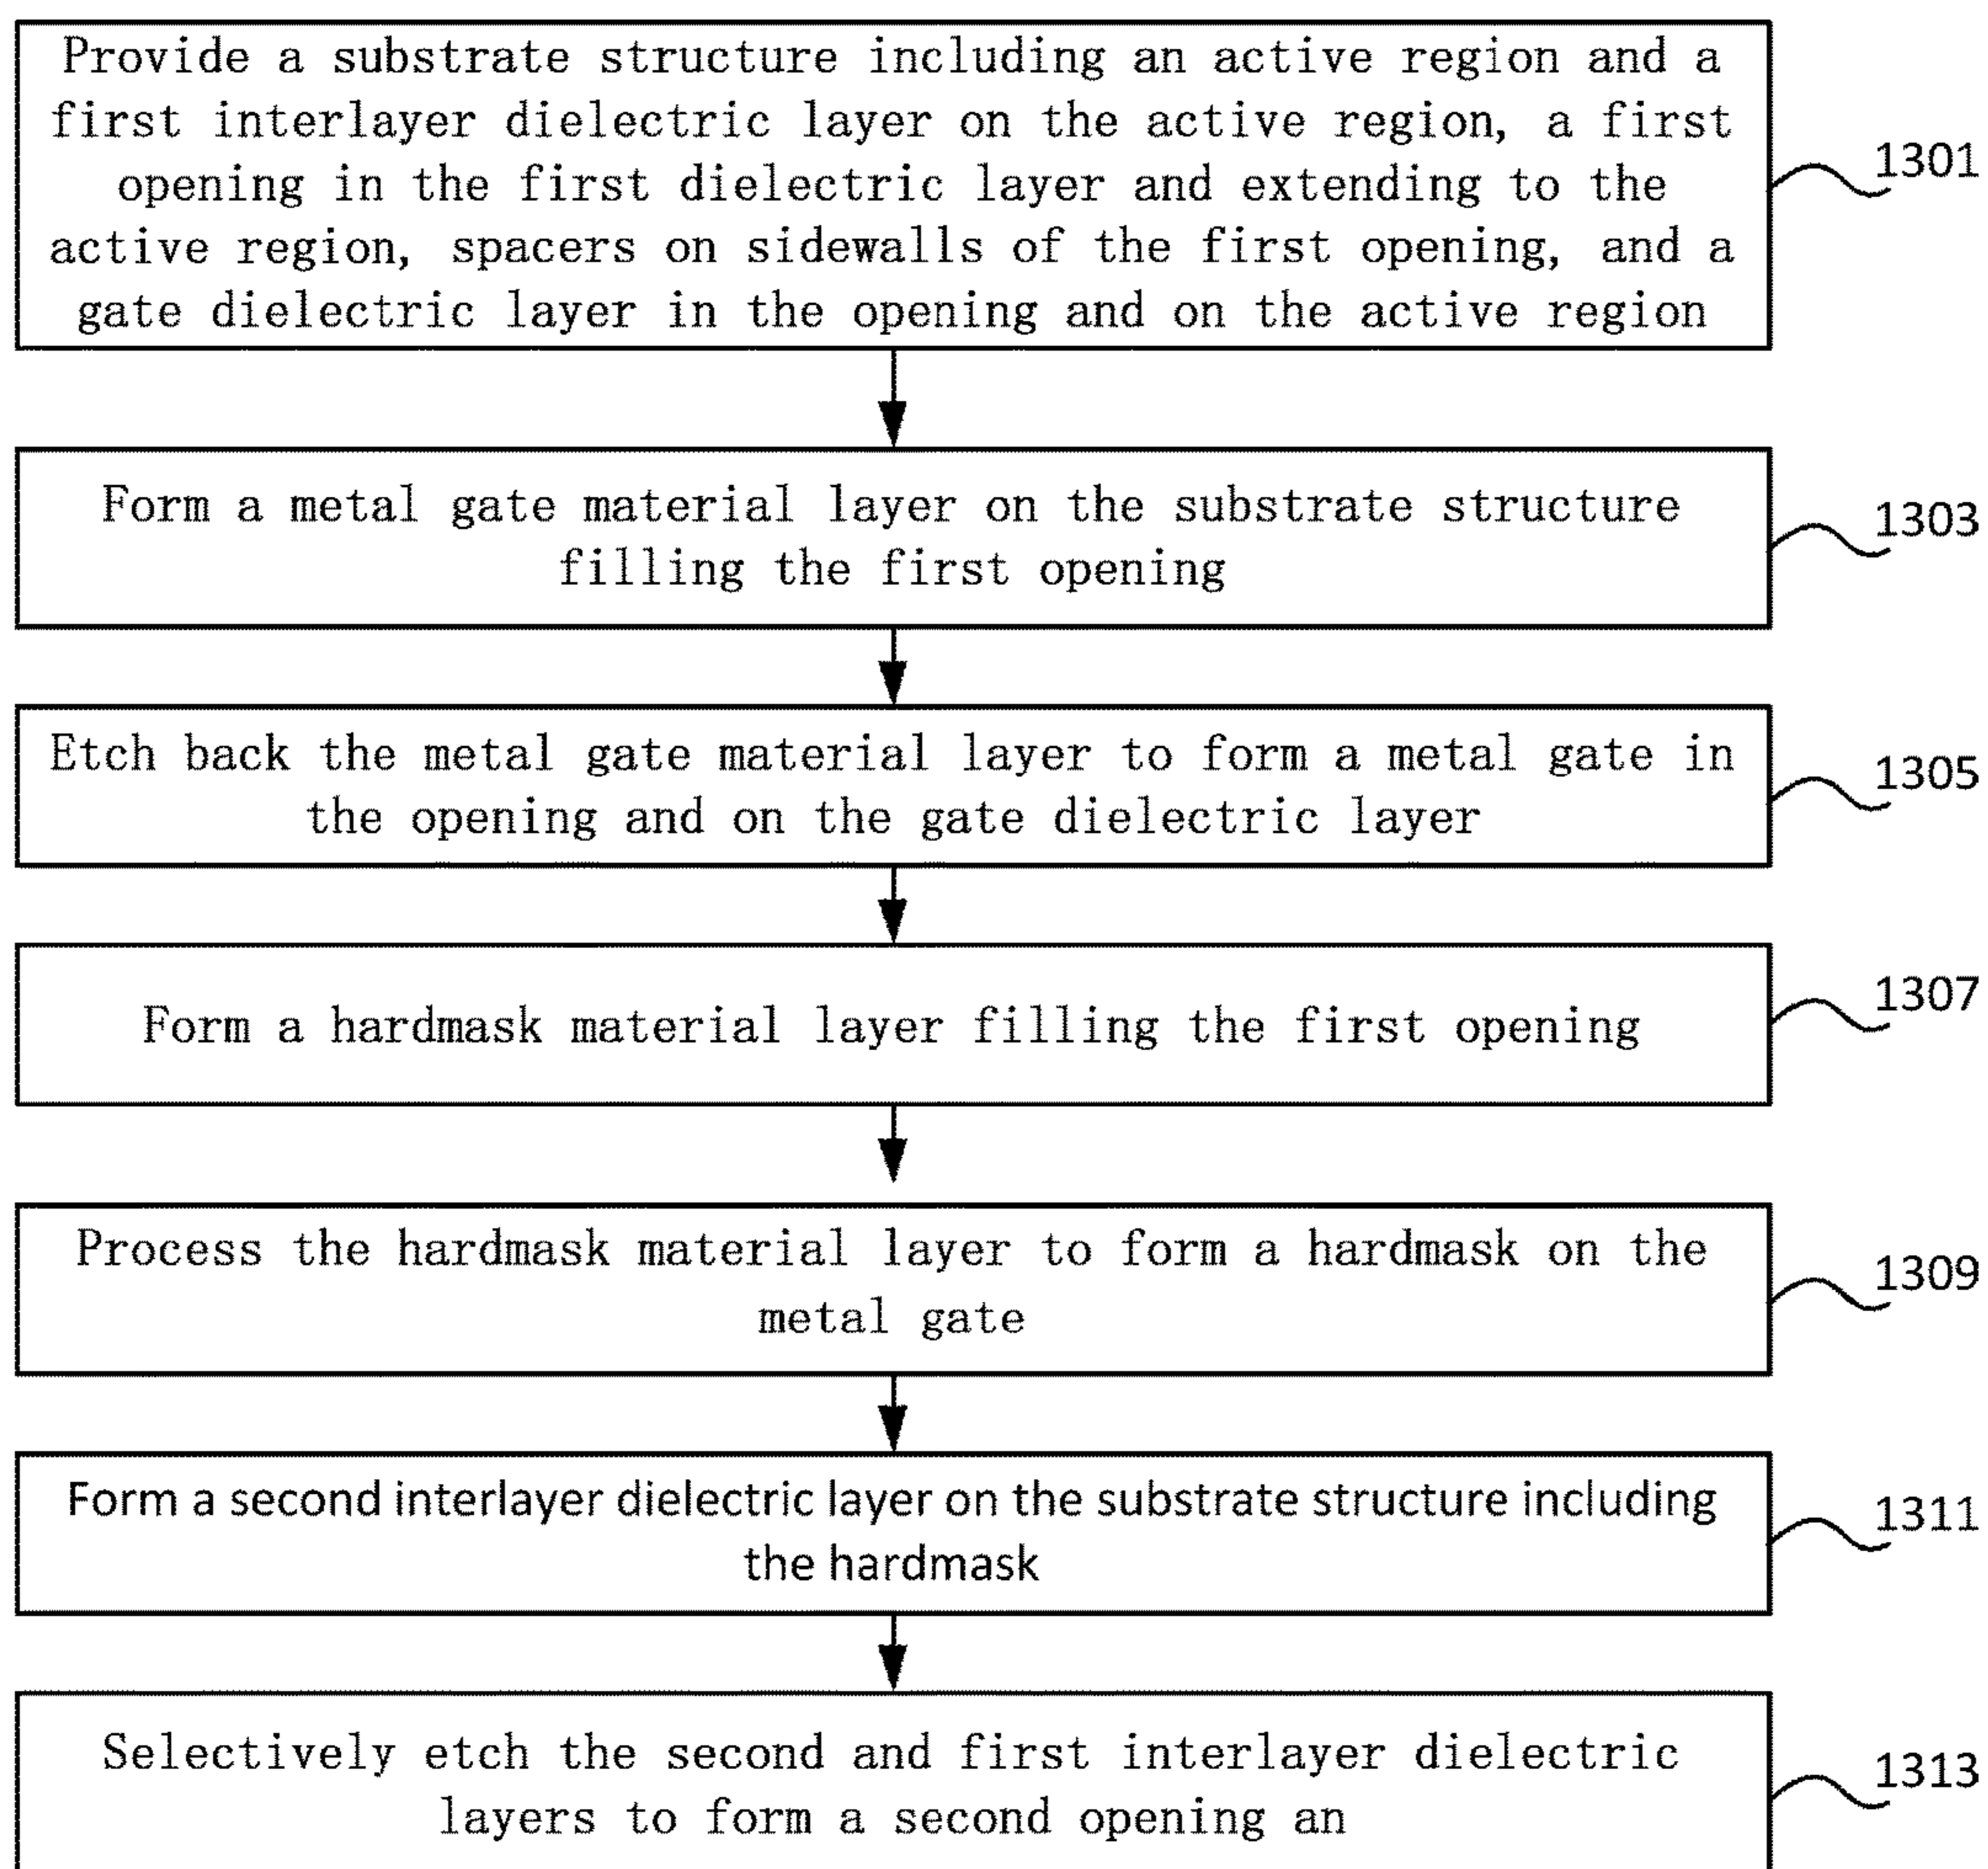 Provide a substrate structure including an active region and a
first interlayer dielectric layer on the active region, a first
opening in the first dielectric layer and extending to the
active region, spacers on sidewalls of the first opening, and a
gate dielectric layer in the opening and on the active region
1301
Form a metal gate material layer on the substrate structure
filling the first opening
1303
Etch back the metal gate material layer to form a metal gate in
the opening and on the gate dielectric layer
1305
Form a hardmask material layer filling the first opening
1307
Process the hardmask material layer to form a hardmask on the
metal gate
1309
Form a second interlayer dielectric layer on the substrate structure including
the hardmask
1311
Selectively etch the second and first interlayer dielectric
layers to form a second opening an
1313